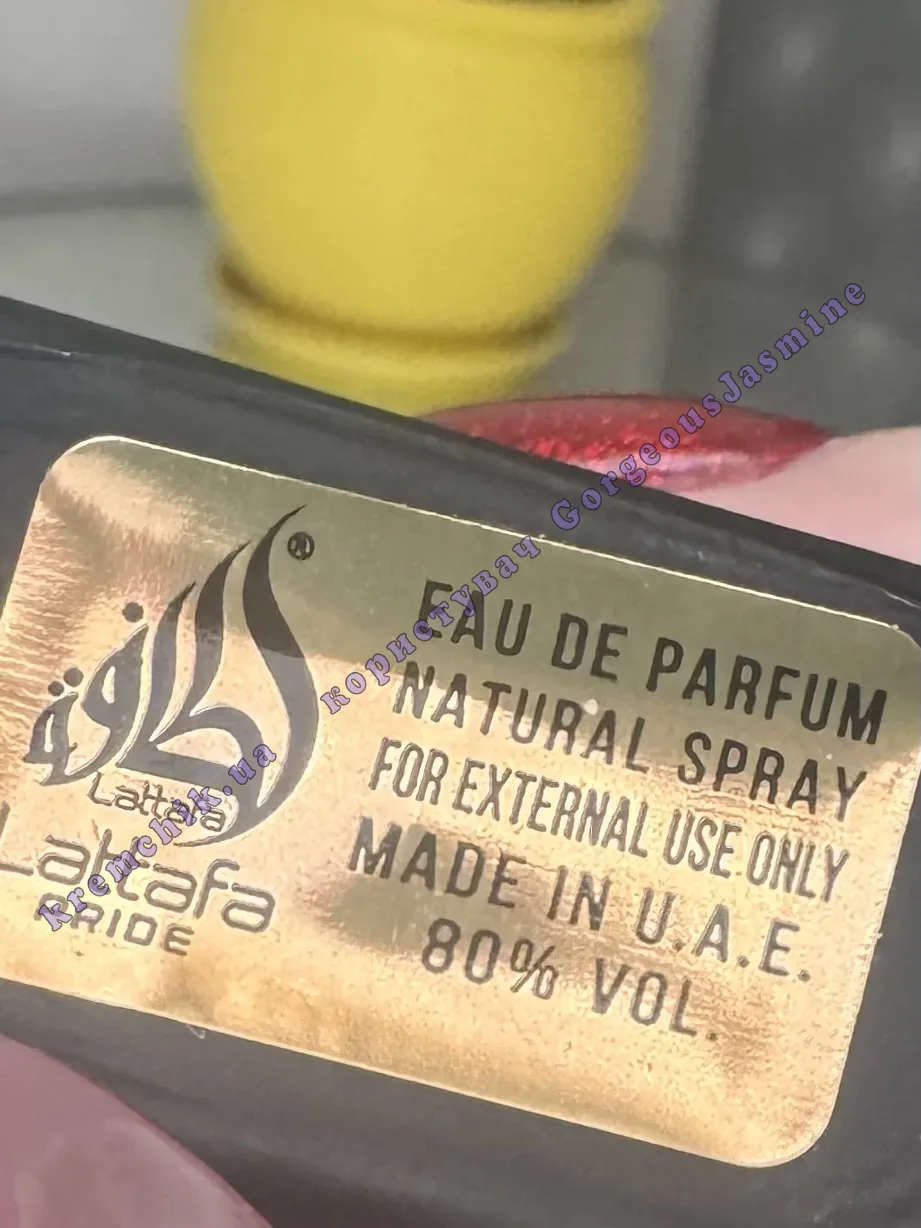 لطافة
®
Lattafa
Lattafa
PRIDE
EAU DE PARFUM
NATURAL SPRAY
FOR EXTERNAL USE ONLY
MADE IN U.A.E.
80% VOL.
kremchik.ua користувач GorgeousJasmine